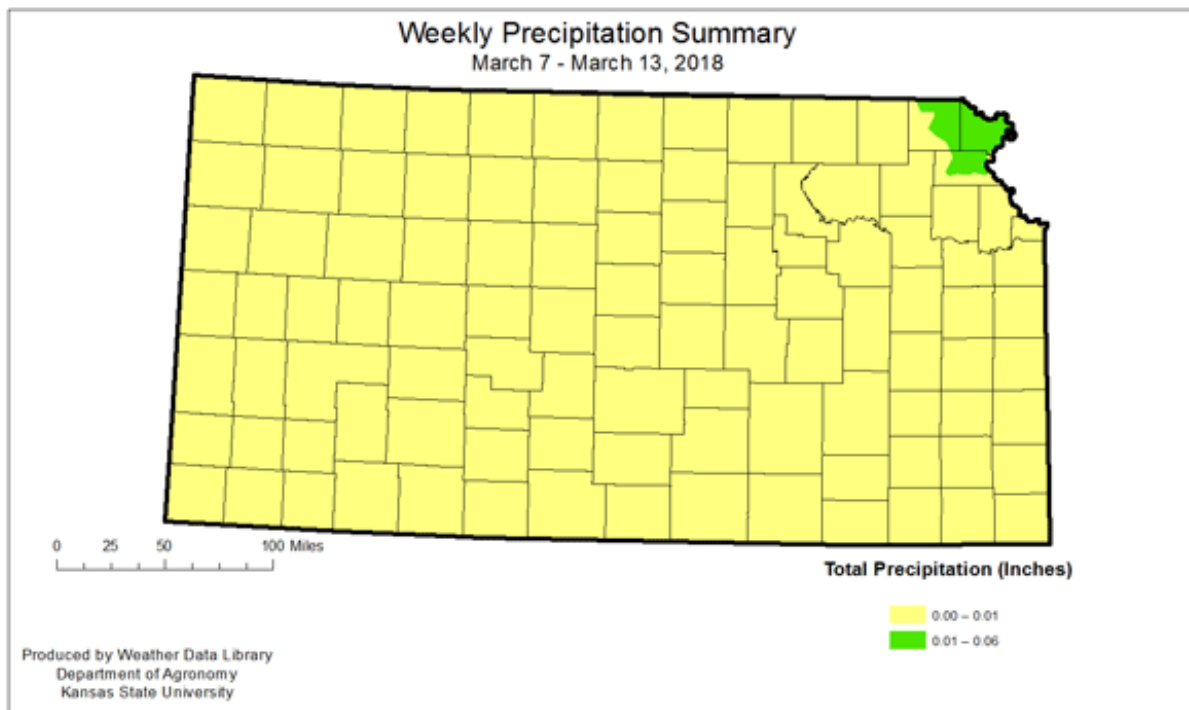 Weekly Precipitation Summary
March 7 - March 13, 2018
0 25 50 100 Miles
Total Precipitation (Inches)
0.00 – 0.01
0.01 – 0.06
Produced by Weather Data Library
Department of Agronomy
Kansas State University